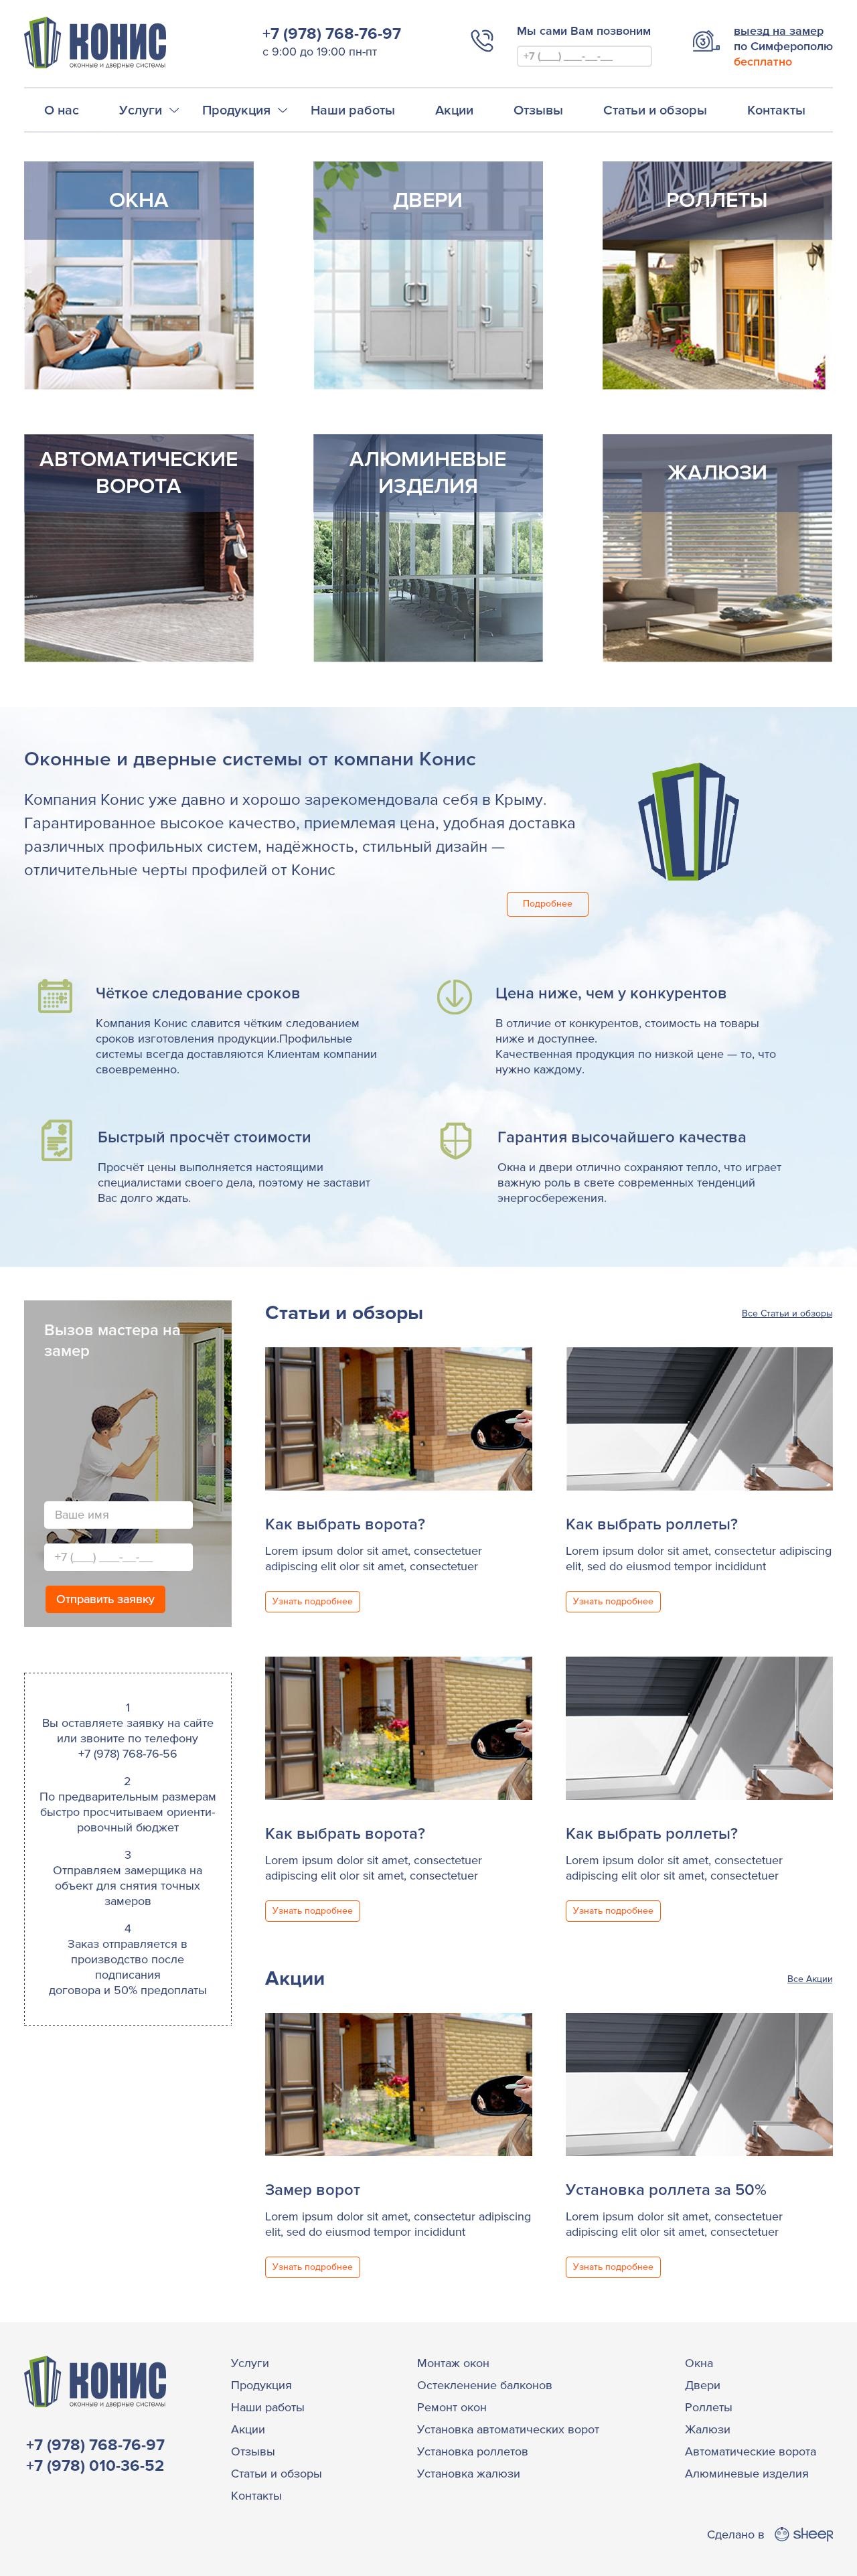 КОНИС
оконные и дверные системы
+7 (978) 768-76-97
с 9:00 до 19:00 пн-пт
Мы сами Вам позвоним
+7 (___) ___-__-__
3
выезд на замер
по Симферополю
бесплатно
О нас
Услуги
Продукция
Наши работы
Акции
Отзывы
Статьи и обзоры
Контакты
ОКНА
ДВЕРИ
РОЛЛЕТЫ
АВТОМАТИЧЕСКИЕ
ВОРОТА
АЛЮМИНЕВЫЕ
ИЗДЕЛИЯ
ЖАЛЮЗИ
Оконные и дверные системы от компани Конис
Компания Конис уже давно и хорошо зарекомендовала себя в Крыму.
Гарантированное высокое качество, приемлемая цена, удобная доставка
различных профильных систем, надёжность, стильный дизайн —
отличительные черты профилей от Конис
Подробнее
Чёткое следование сроков
Компания Конис славится чётким следованием
сроков изготовления продукции.Профильные
системы всегда доставляются Клиентам компании
своевременно.
Цена ниже, чем у конкурентов
В отличие от конкурентов, стоимость на товары
ниже и доступнее.
Качественная продукция по низкой цене — то, что
нужно каждому.
Быстрый просчёт стоимости
Просчёт цены выполняется настоящими
специалистами своего дела, поэтому не заставит
Вас долго ждать.
Гарантия высочайшего качества
Окна и двери отлично сохраняют тепло, что играет
важную роль в свете современных тенденций
энергосбережения.
Вызов мастера на
замер
Ваше имя
+7 (___) ___-__-__
Отправить заявку
1
Вы оставляете заявку на сайте
или звоните по телефону
+7 (978) 768-76-56
2
По предварительным размерам
быстро просчитываем ориенти-
ровочный бюджет
3
Отправляем замерщика на
объект для снятия точных
замеров
4
Заказ отправляется в
производство после
подписания
договора и 50% предоплаты
Статьи и обзоры
Все Статьи и обзоры
Как выбрать ворота?
Lorem ipsum dolor sit amet, consectetuer
adipiscing elit olor sit amet, consectetuer
Узнать подробнее
Как выбрать роллеты?
Lorem ipsum dolor sit amet, consectetur adipiscing
elit, sed do eiusmod tempor incididunt
Узнать подробнее
Как выбрать ворота?
Lorem ipsum dolor sit amet, consectetuer
adipiscing elit olor sit amet, consectetuer
Узнать подробнее
Как выбрать роллеты?
Lorem ipsum dolor sit amet, consectetuer
adipiscing elit olor sit amet, consectetuer
Узнать подробнее
Акции
Все Акции
Замер ворот
Lorem ipsum dolor sit amet, consectetur adipiscing
elit, sed do eiusmod tempor incididunt
Узнать подробнее
Установка роллета за 50%
Lorem ipsum dolor sit amet, consectetuer
adipiscing elit olor sit amet, consectetuer
Узнать подробнее
КОНИС
оконные и дверные системы
+7 (978) 768-76-97
+7 (978) 010-36-52
Услуги
Продукция
Наши работы
Акции
Отзывы
Статьи и обзоры
Контакты
Монтаж окон
Остекленение балконов
Ремонт окон
Установка автоматических ворот
Установка роллетов
Установка жалюзи
Окна
Двери
Роллеты
Жалюзи
Автоматические ворота
Алюминевые изделия
Сделано в
sheep